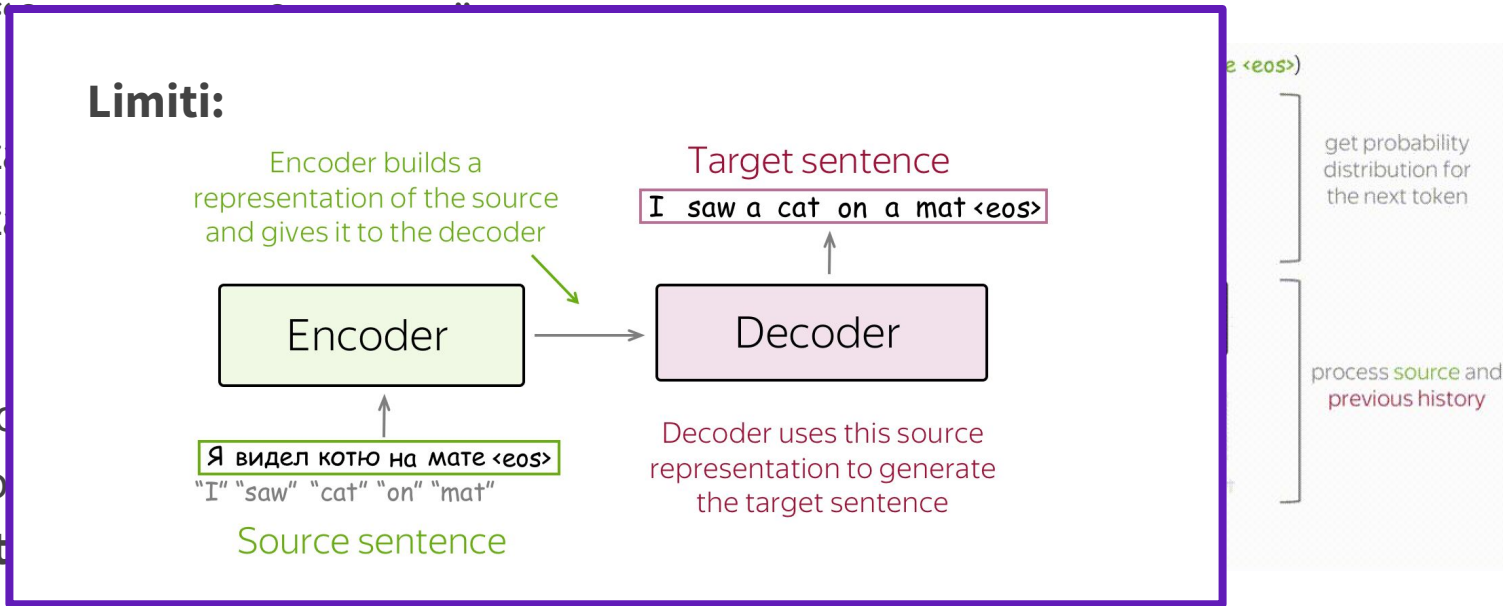 Limiti:
Encoder builds a
representation of the source
and gives it to the decoder
Target sentence
I saw a cat on a mat <eos>
Encoder
Decoder
Я видел котю на мате <eos>
"I" "saw" "cat" "on" "mat"
Source sentence
Decoder uses this source
representation to generate
the target sentence
<eos>)
get probability
distribution for
the next token
process source and
previous history